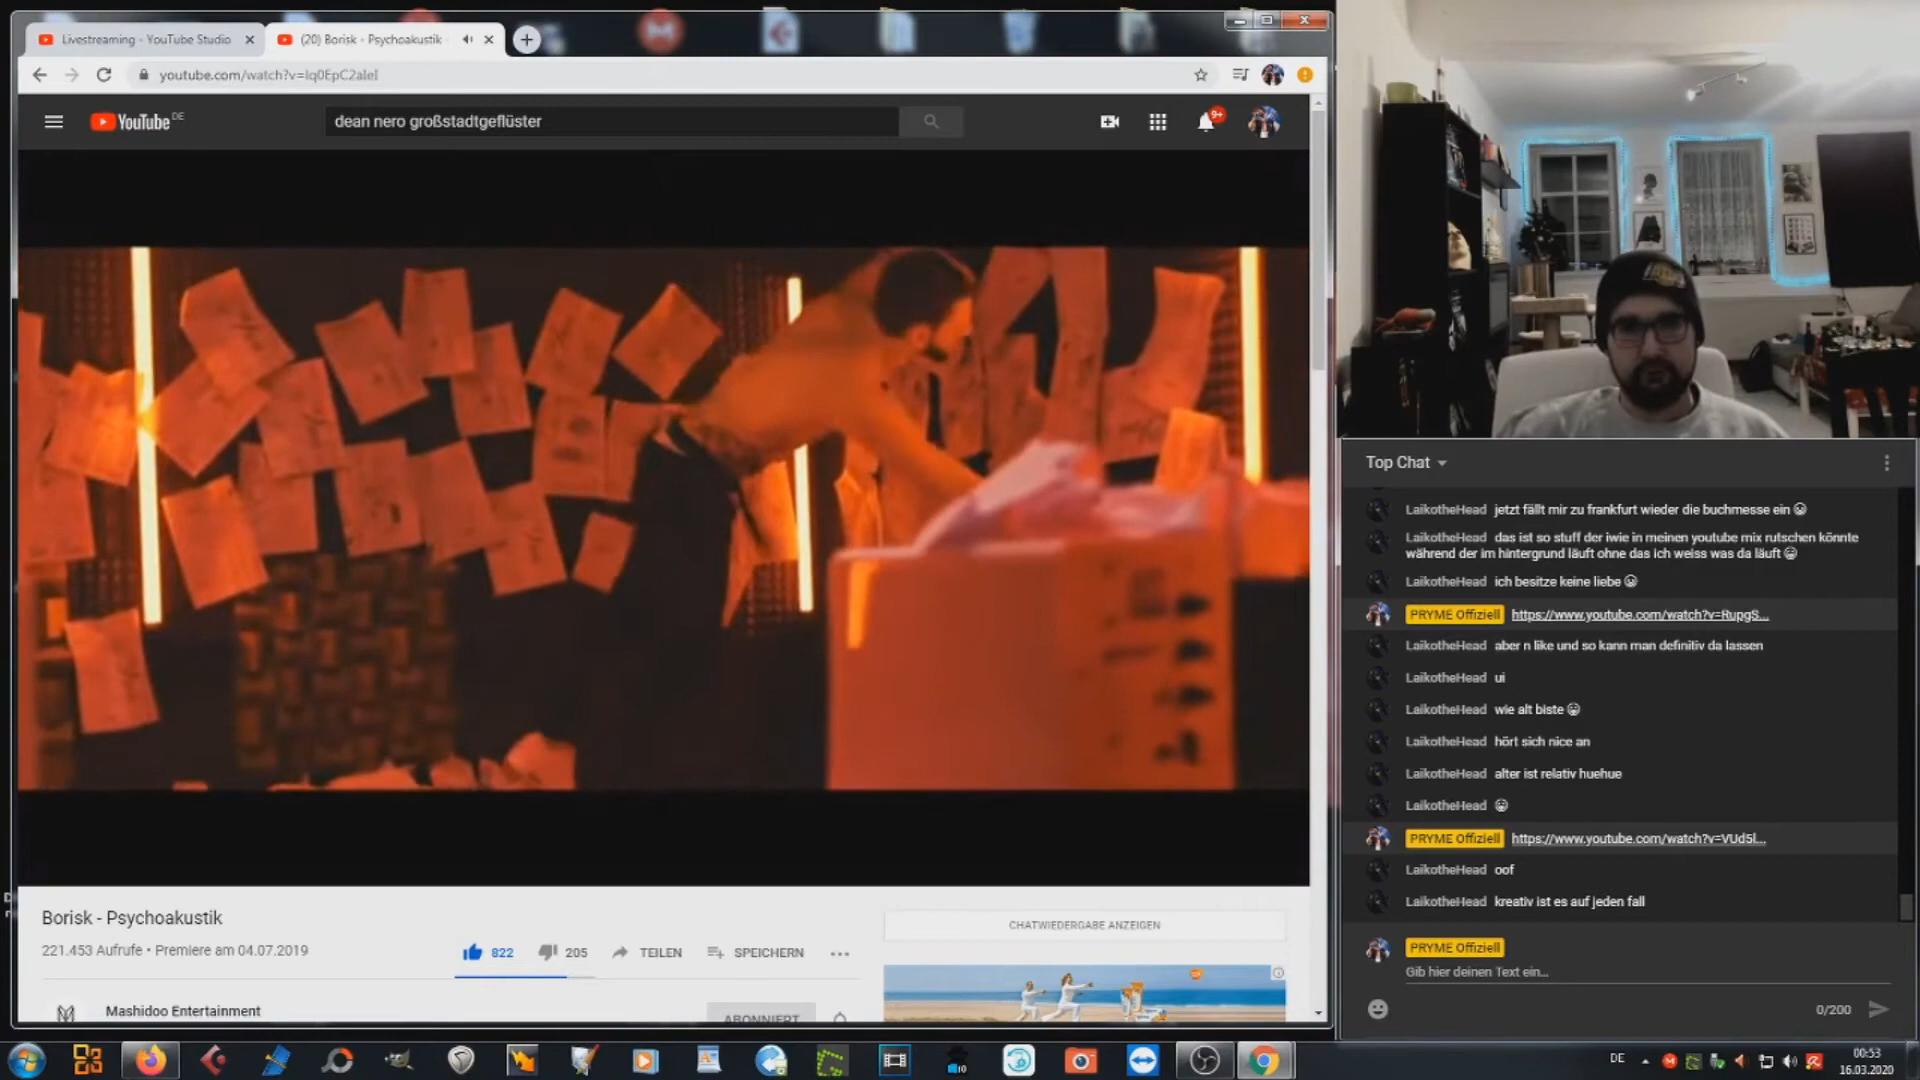 Livestreaming - YouTube Studio
(20) Borisk - Psychoakustik
youtube.com/watch?v=lq0EpC2aleI
YouTube DE
dean nero großstadtgeflüster
9+
Borisk - Psychoakustik
221.453 Aufrufe • Premiere am 04.07.2019
822
205
TEILEN
SPEICHERN
Mashidoo Entertainment
ABONNIERT
CHATWIEDERGABE ANZEIGEN
Top Chat
LaikotheHead jetzt fällt mir zu frankfurt wieder die buchmesse ein
LaikotheHead das ist so stuff der iwie in meinen youtube mix rutschen könnte
während der im hintergrund läuft ohne das ich weiss was da läuft
LaikotheHead ich besitze keine liebe
PRYME Offiziell https://www.youtube.com/watch?v=RupgS...
LaikotheHead aber n like und so kann man definitiv da lassen
LaikotheHead ui
LaikotheHead wie alt biste
LaikotheHead hört sich nice an
LaikotheHead alter ist relativ huehue
LaikotheHead
PRYME Offiziell https://www.youtube.com/watch?v=VUd5l...
LaikotheHead oof
LaikotheHead kreativ ist es auf jeden fall
PRYME Offiziell
Gib hier deinen Text ein...
0/200
DE
00:53
16.03.2020